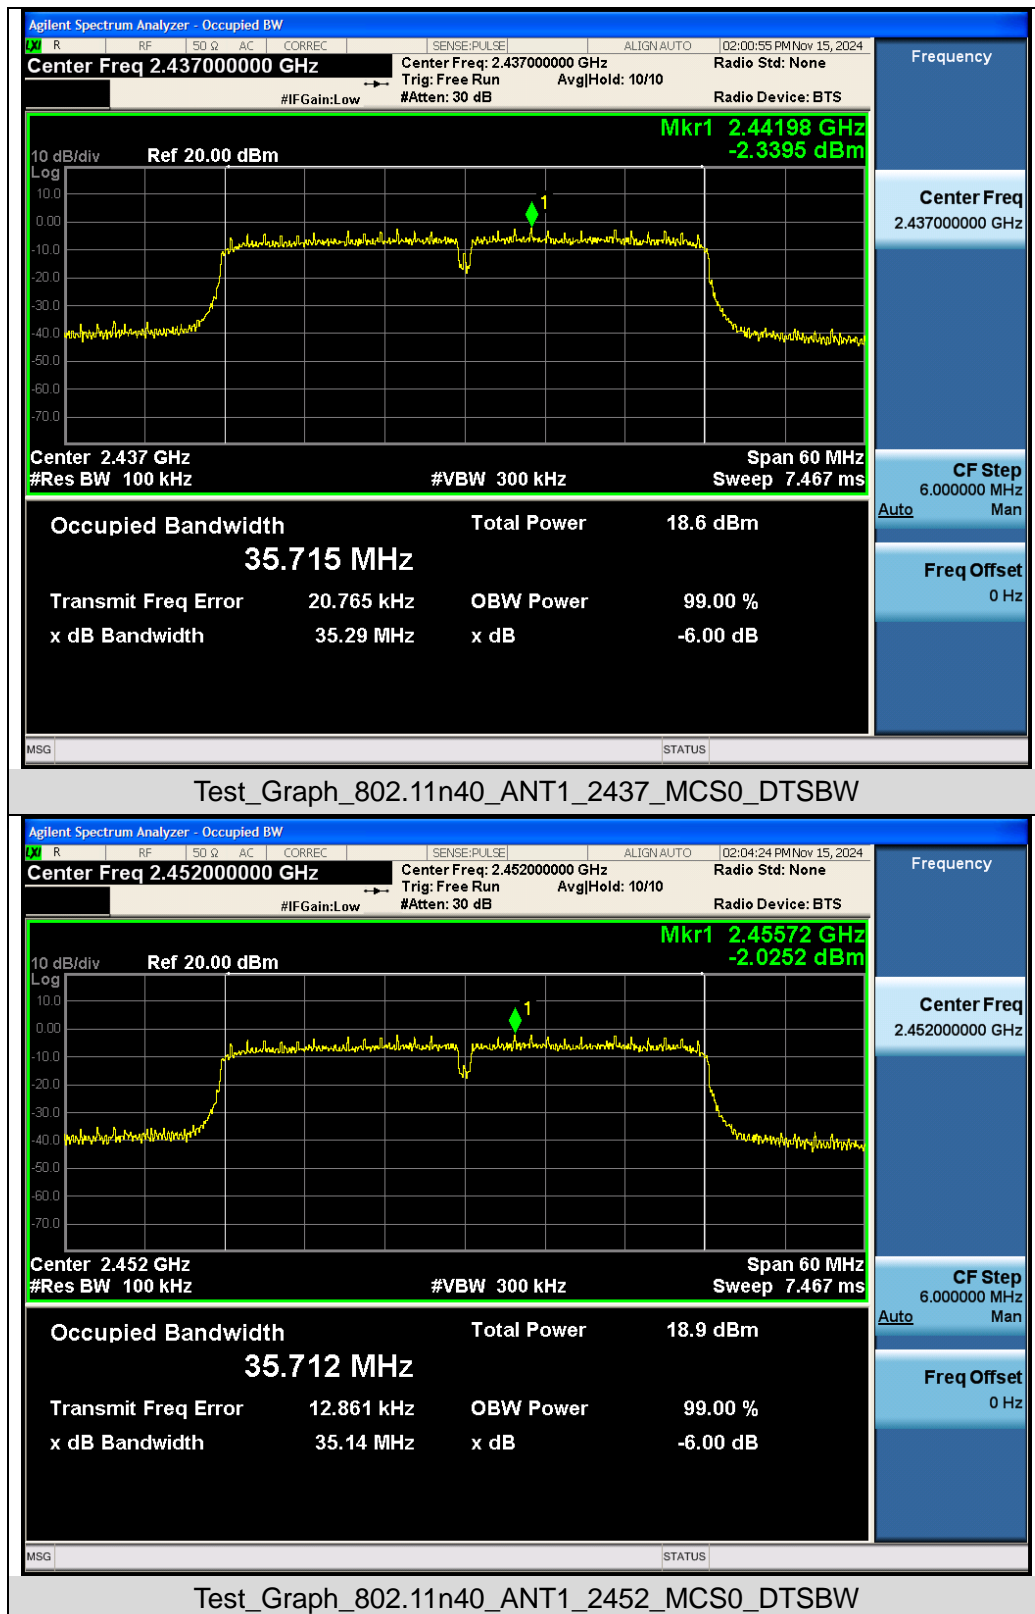 Agilent Spectrum Analyzer - Occupied BW
LXI R RF 50 Ω AC CORREC SENSE:PULSE ALIGN AUTO 02:00:55 PM Nov 15, 2024
Center Freq 2.437000000 GHz
Center Freq: 2.437000000 GHz
Radio Std: None
Trig: Free Run Avg|Hold: 10/10
#IFGain:Low #Atten: 30 dB Radio Device: BTS
Mkr1 2.44198 GHz
-2.3395 dBm
10 dB/div Ref 20.00 dBm
Log
10.0
1
0.00
-10.0
-20.0
-30.0
-40.0
-50.0
-60.0
-70.0
Center 2.437 GHz Span 60 MHz
#Res BW 100 kHz #VBW 300 kHz Sweep 7.467 ms
Occupied Bandwidth Total Power 18.6 dBm
35.715 MHz
Transmit Freq Error 20.765 kHz OBW Power 99.00 %
x dB Bandwidth 35.29 MHz x dB -6.00 dB
MSG STATUS
Frequency
Center Freq
2.437000000 GHz
CF Step
6.000000 MHz
Auto Man
Freq Offset
0 Hz
Test_Graph_802.11n40_ANT1_2437_MCS0_DTSBW
Agilent Spectrum Analyzer - Occupied BW
LXI R RF 50 Ω AC CORREC SENSE:PULSE ALIGN AUTO 02:04:24 PM Nov 15, 2024
Center Freq 2.452000000 GHz
Center Freq: 2.452000000 GHz
Radio Std: None
Trig: Free Run Avg|Hold: 10/10
#IFGain:Low #Atten: 30 dB Radio Device: BTS
Mkr1 2.45572 GHz
-2.0252 dBm
10 dB/div Ref 20.00 dBm
Log
10.0
1
0.00
-10.0
-20.0
-30.0
-40.0
-50.0
-60.0
-70.0
Center 2.452 GHz Span 60 MHz
#Res BW 100 kHz #VBW 300 kHz Sweep 7.467 ms
Occupied Bandwidth Total Power 18.9 dBm
35.712 MHz
Transmit Freq Error 12.861 kHz OBW Power 99.00 %
x dB Bandwidth 35.14 MHz x dB -6.00 dB
MSG STATUS
Frequency
Center Freq
2.452000000 GHz
CF Step
6.000000 MHz
Auto Man
Freq Offset
0 Hz
Test_Graph_802.11n40_ANT1_2452_MCS0_DTSBW